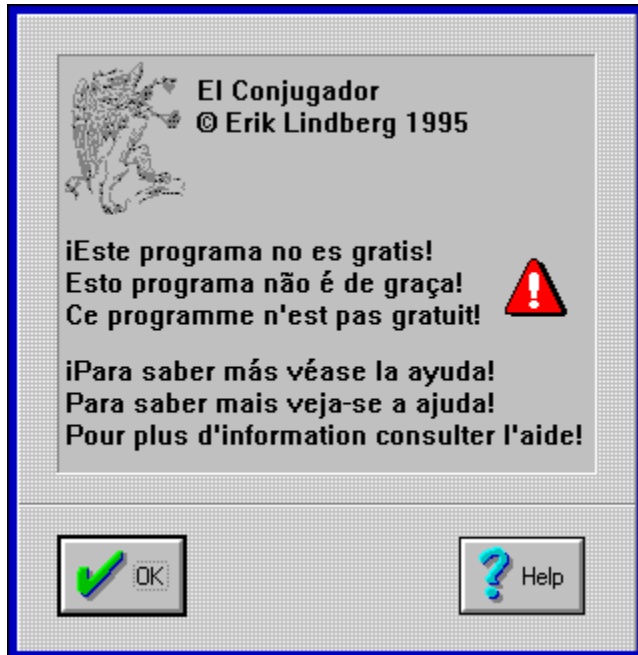 El Conjugador
© Erik Lindberg 1995
¡Este programa no es gratis!
Esto programa não é de graça!
Ce programme n'est pas gratuit!
¡Para saber más véase la ayuda!
Para saber mais veja-se a ajuda!
Pour plus d'information consulter l'aide!
OK
Help